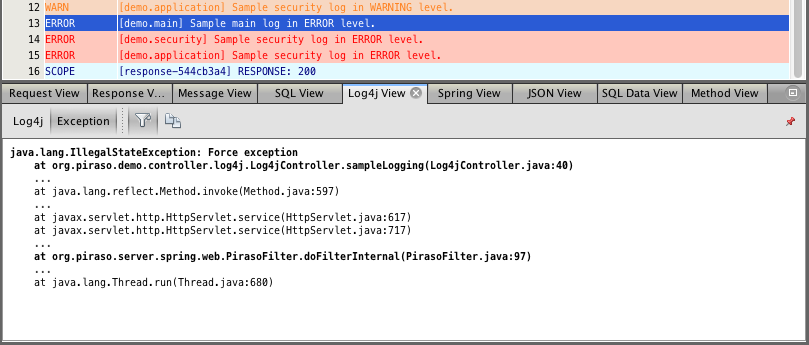 12 WARN [demo.application] Sample security log in WARNING level.
13 ERROR [demo.main] Sample main log in ERROR level.
14 ERROR [demo.security] Sample security log in ERROR level.
15 ERROR [demo.application] Sample security log in ERROR level.
16 SCOPE [response-544cb3a4] RESPONSE: 200
Request View Response V... Message View SQL View Log4j View Spring View JSON View SQL Data View Method View
Log4j Exception
java.lang.IllegalStateException: Force exception
at org.piraso.demo.controller.log4j.Log4jController.sampleLogging(Log4jController.java:40)
...
at java.lang.reflect.Method.invoke(Method.java:597)
...
at javax.servlet.http.HttpServlet.service(HttpServlet.java:617)
at javax.servlet.http.HttpServlet.service(HttpServlet.java:717)
...
at org.piraso.server.spring.web.PirasoFilter.doFilterInternal(PirasoFilter.java:97)
...
at java.lang.Thread.run(Thread.java:680)